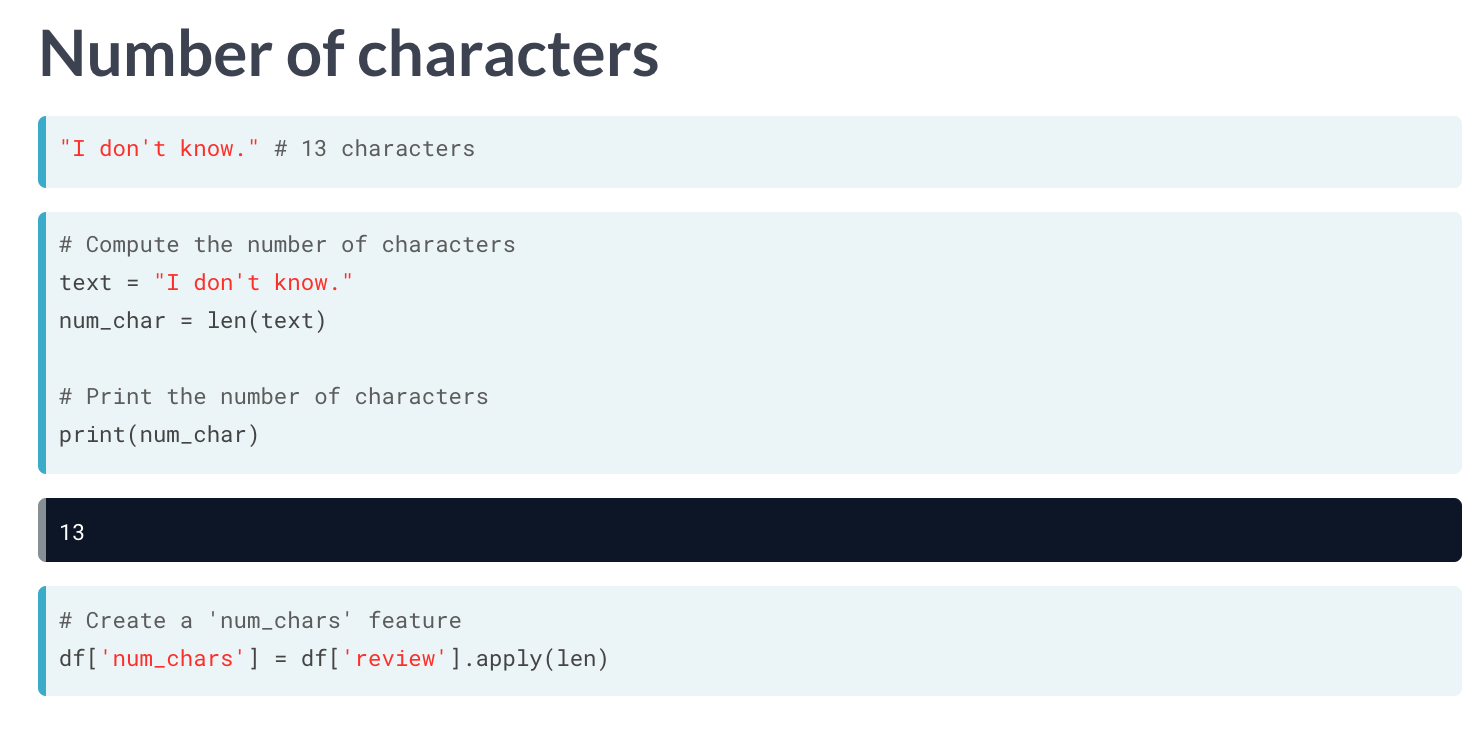 Number of characters
"I don't know." # 13 characters
# Compute the number of characters
text = "I don't know."
num_char = len(text)
# Print the number of characters
print(num_char)
13
# Create a 'num_chars' feature
df['num_chars'] = df['review'].apply(len)